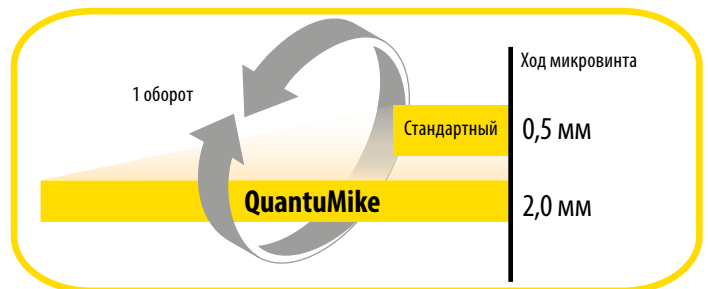 Ход микровинта
1 оборот
Стандартный 0,5 мм
QuantuMike 2,0 мм